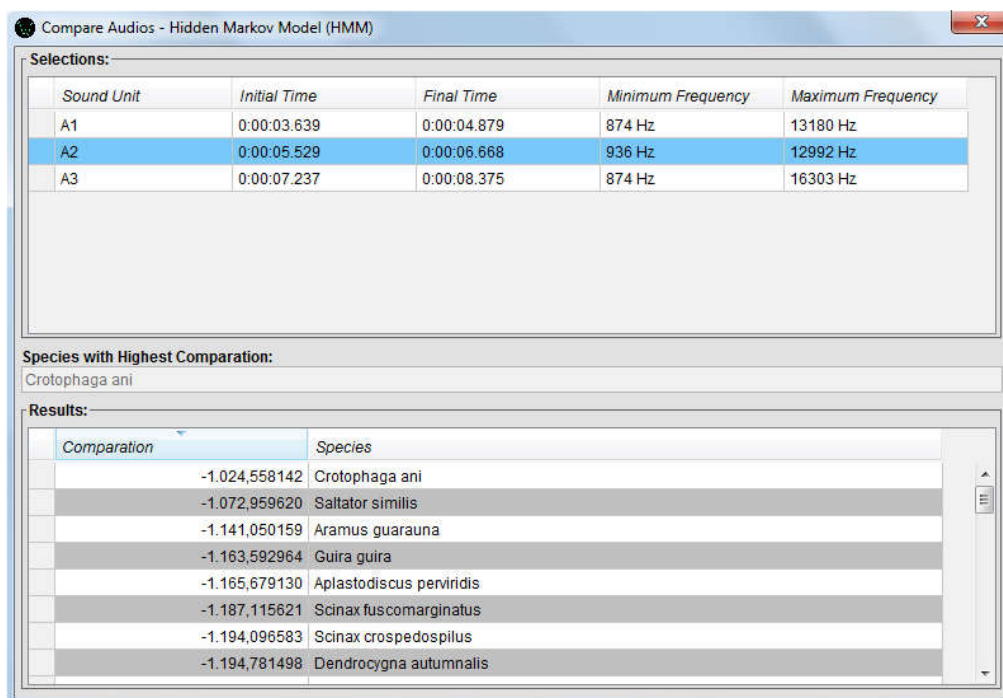 Compare Audios - Hidden Markov Model (HMM)
Selections:
Sound Unit Initial Time Final Time Minimum Frequency Maximum Frequency
A1 0:00:03.639 0:00:04.879 874 Hz 13180 Hz
A2 0:00:05.529 0:00:06.668 936 Hz 12992 Hz
A3 0:00:07.237 0:00:08.375 874 Hz 16303 Hz
Species with Highest Comparation:
Crotophaga ani
Results:
Comparation Species
-1.024,558142 Crotophaga ani
-1.072,959620 Saltator similis
-1.141,050159 Aramus guarauna
-1.163,592964 Guira guira
-1.165,679130 Aplastodiscus perviridis
-1.187,115621 Scinax fuscomarginatus
-1.194,096583 Scinax crospedospilus
-1.194,781498 Dendrocygna autumnalis